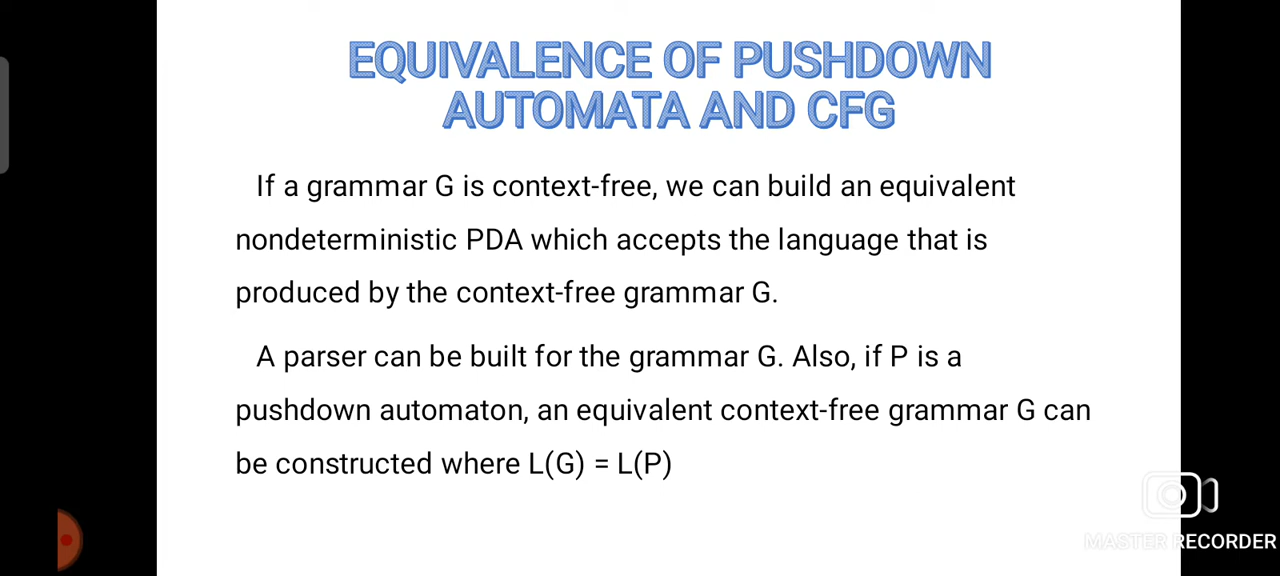 EQUIVALENCE OF PUSHDOWN
AUTOMATA AND CFG
If a grammar G is context-free, we can build an equivalent
nondeterministic PDA which accepts the language that is
produced by the context-free grammar G.
A parser can be built for the grammar G. Also, if P is a
pushdown automaton, an equivalent context-free grammar G can
be constructed where L(G) = L(P)
MASTER RECORDER